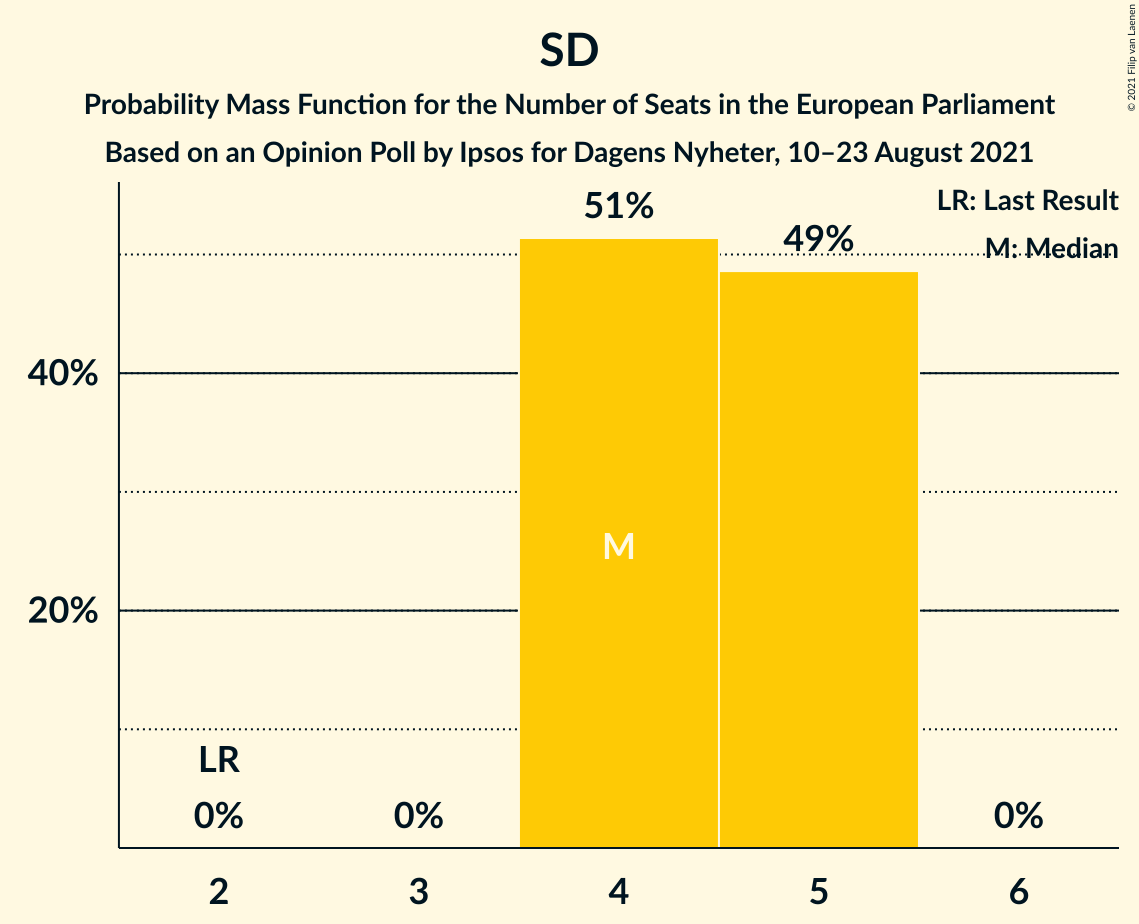 SD
Probability Mass Function for the Number of Seats in the European Parliament
Based on an Opinion Poll by Ipsos for Dagens Nyheter, 10–23 August 2021
© 2021 Filip van Laenen
LR: Last Result
M: Median
51%
49%
40%
20%
M
LR
0%
0%
0%
2
3
4
5
6